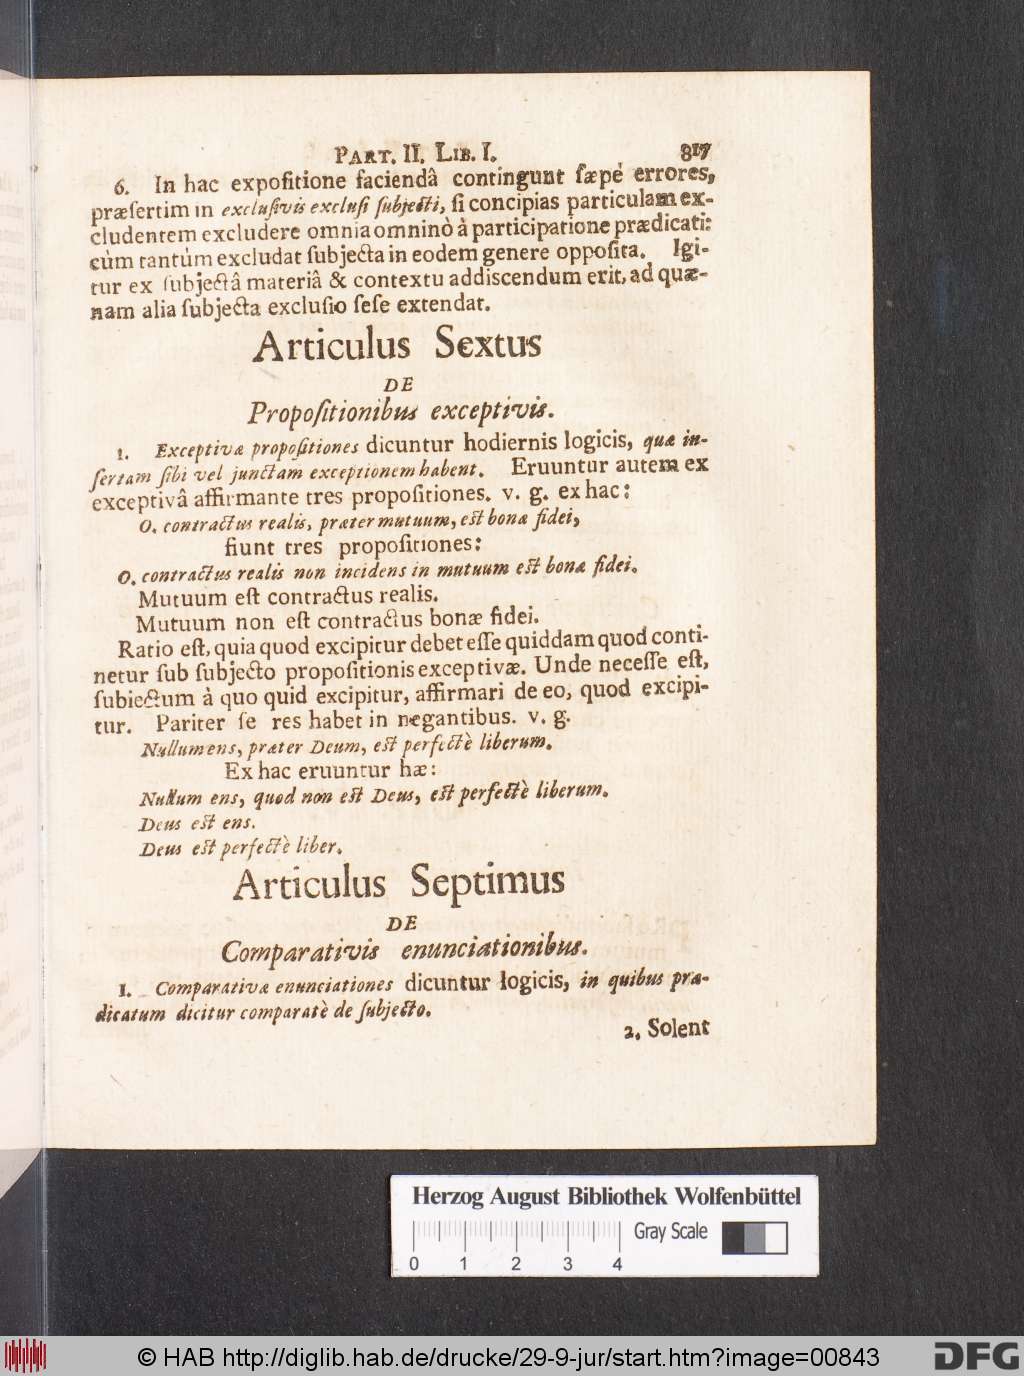 PART. II. LIB. I. 817
6. In hac expoſitione faciendâ contingunt ſæpè errores,
præſertim in excluſivis excluſi ſubjecti, ſi concipias particulam ex-
cludentem excludere omnia omninò à participatione prædicati:
cùm tantùm excludat ſubjecta in eodem genere oppoſita. Igi-
tur ex ſubjectâ materiâ & contextu addiscendum erit, ad quæ-
nam alia ſubjecta excluſio ſeſe extendat.
Articulus Sextus
DE
Propoſitionibus exceptivis.
1. Exceptivæ propoſitiones dicuntur hodiernis logicis, quæ in-
ſertam ſibi vel junctam exceptionem habent. Eruuntur autem ex
exceptivâ affirmante tres propoſitiones. v. g. ex hac:
O. contractus realis, præter mutuum, est bonæ fidei,
fiunt tres propoſitiones:
O. contractus realis non incidens in mutuum est bonæ fidei.
Mutuum eſt contractus realis.
Mutuum non eſt contractus bonæ fidei.
Ratio eſt, quia quod excipitur debet eſſe quiddam quod conti-
netur ſub ſubjecto propoſitionis exceptivæ. Unde neceſſe eſt,
ſubiectum à quo quid excipitur, affirmari de eo, quod excipi-
tur. Pariter ſe res habet in negantibus. v. g.
Nullum ens, præter Deum, est perfectè liberum.
Ex hac eruuntur hæ:
Nullum ens, quod non est Deus, est perfectè liberum.
Deus est ens.
Deus est perfectè liber.
Articulus Septimus
DE
Comparativis enunciationibus.
1. Comparativæ enunciationes dicuntur logicis, in quibus præ-
dicatum dicitur comparatè de ſubjecto.
2. Solent
Herzog August Bibliothek Wolfenbüttel
Gray Scale
0 1 2 3 4
© HAB http://diglib.hab.de/drucke/29-9-jur/start.htm?image=00843
DFG